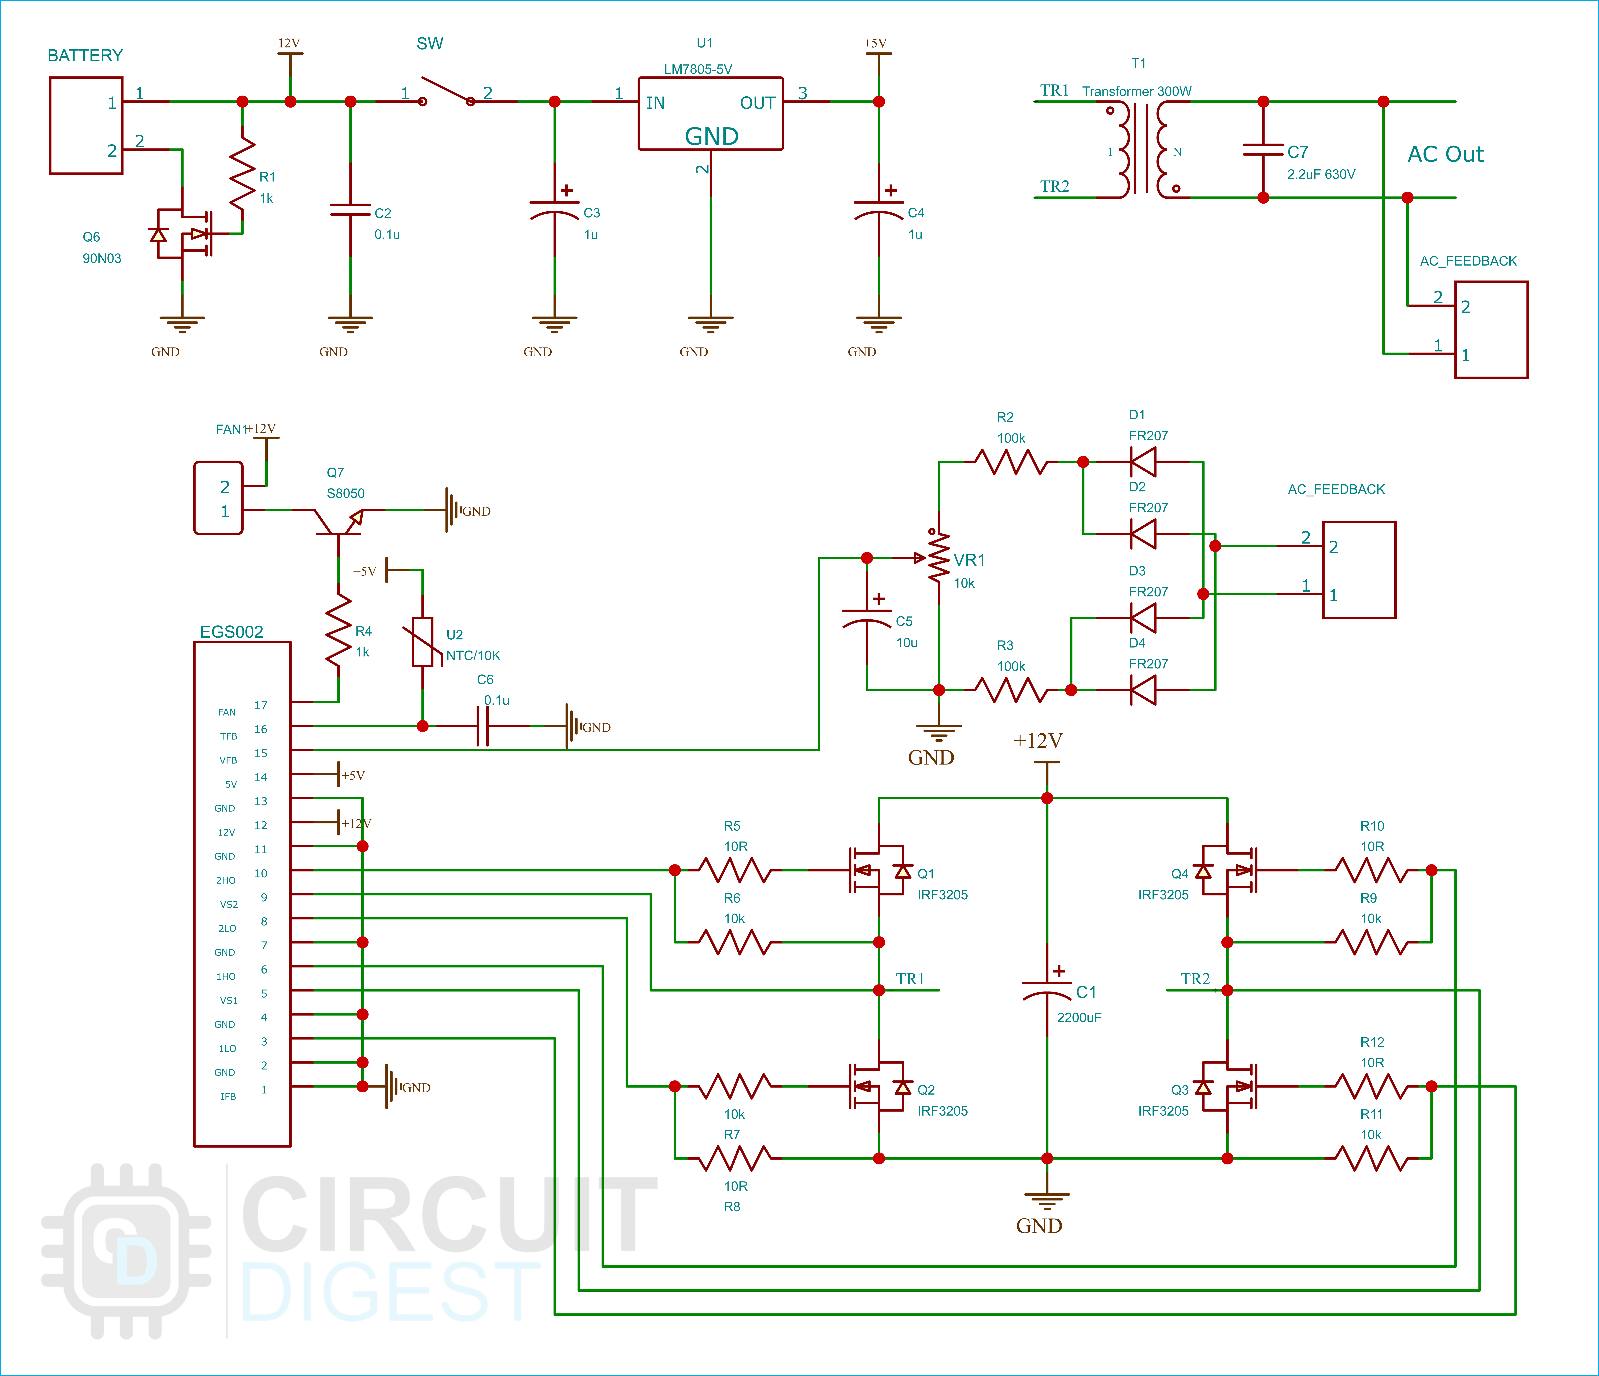 BATTERY
12V
SW
U1
LM7805-5V
+5V
T1
1 1
2 2
1 2
1 IN OUT 3
GND
2
R1
1k
Q6
90N03
C2
0.1u
C3
1u
C4
1u
GND
GND
GND
GND
GND
TR1 Transformer 300W
1 N
TR2
C7
2.2uF 630V
AC Out
AC_FEEDBACK
2 2
1 1
FAN1 +12V
2
1
Q7
S8050
GND
+5V
R4
1k
U2
NTC/10K
C6
0.1u
GND
R2
100k
D1
FR207
D2
FR207
D3
FR207
D4
FR207
AC_FEEDBACK
2 2
1 1
VR1
10k
C5
10u
R3
100k
GND
EGS002
FAN 17
TFB 16
VFB 15
5V 14
GND 13
12V 12
GND 11
2HO 10
VS2 9
2LO 8
GND 7
1HO 6
VS1 5
GND 4
1LO 3
GND 2
IFB 1
+5V
+12V
GND
+12V
R5
10R
R6
10k
Q1
IRF3205
TR1
10k
R7
10R
R8
Q2
IRF3205
C1
2200uF
GND
R10
10R
R9
10k
Q4
IRF3205
TR2
R12
10R
R11
10k
Q3
IRF3205
CD
CIRCUIT
DIGEST